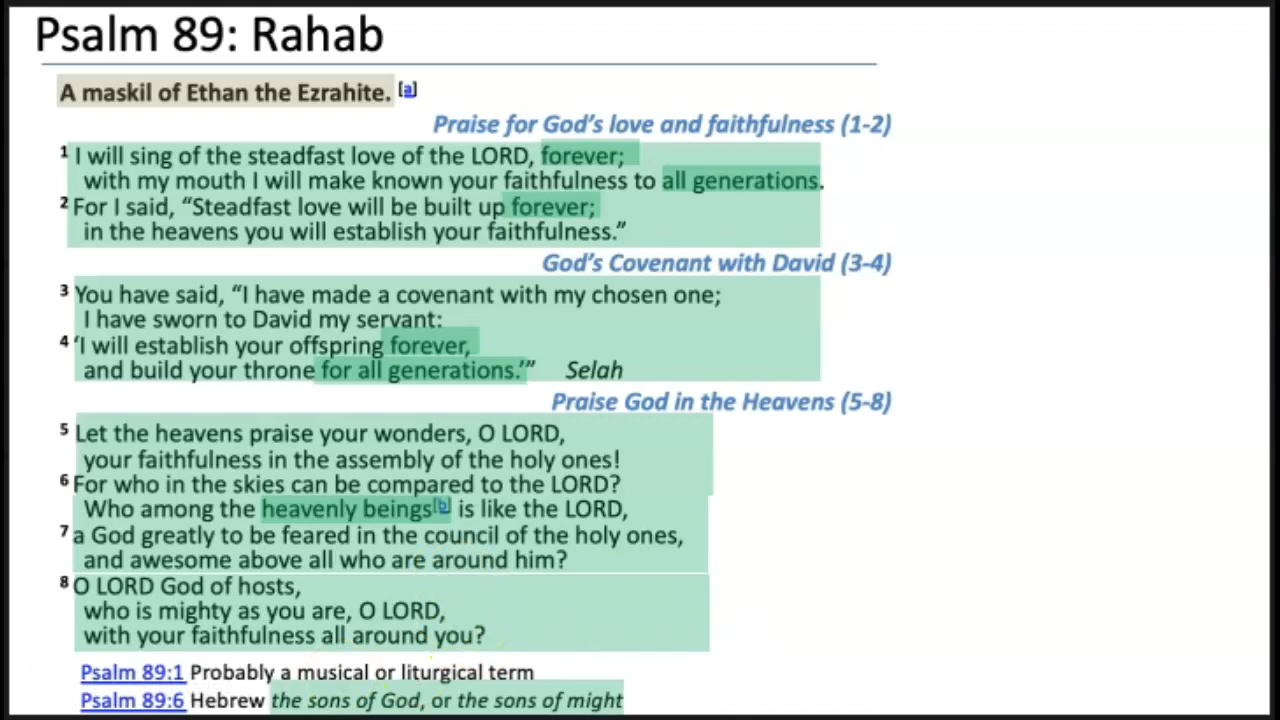 Psalm 89: Rahab
A maskil of Ethan the Ezrahite. [a]
Praise for God's love and faithfulness (1-2)
1 I will sing of the steadfast love of the LORD, forever;
with my mouth I will make known your faithfulness to all generations.
2 For I said, “Steadfast love will be built up forever;
in the heavens you will establish your faithfulness.”
God's Covenant with David (3-4)
3 You have said, “I have made a covenant with my chosen one;
I have sworn to David my servant:
4 ‘I will establish your offspring forever,
and build your throne for all generations.’” Selah
Praise God in the Heavens (5-8)
5 Let the heavens praise your wonders, O LORD,
your faithfulness in the assembly of the holy ones!
6 For who in the skies can be compared to the LORD?
Who among the heavenly beings[b] is like the LORD,
7 a God greatly to be feared in the council of the holy ones,
and awesome above all who are around him?
8 O LORD God of hosts,
who is mighty as you are, O LORD,
with your faithfulness all around you?
Psalm 89:1 Probably a musical or liturgical term
Psalm 89:6 Hebrew the sons of God, or the sons of might